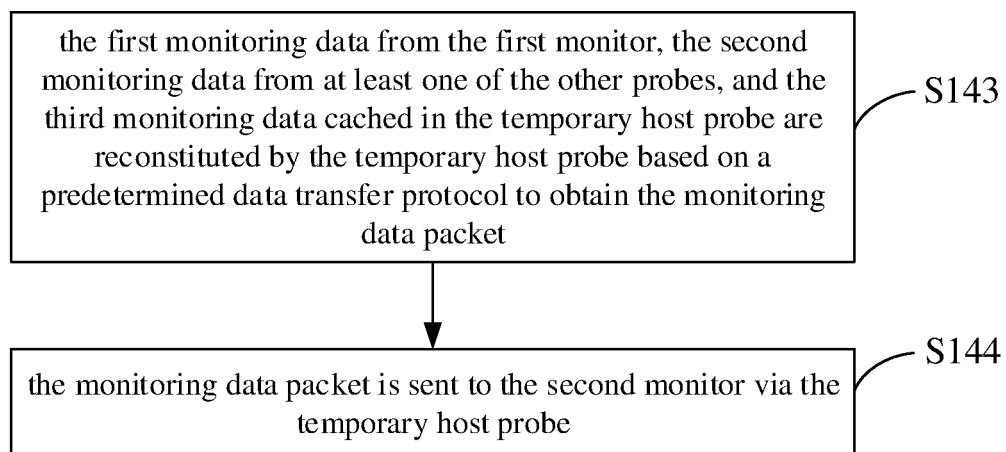 the first monitoring data from the first monitor, the second
monitoring data from at least one of the other probes, and the
third monitoring data cached in the temporary host probe are
reconstituted by the temporary host probe based on a
predetermined data transfer protocol to obtain the monitoring
data packet
S143
the monitoring data packet is sent to the second monitor via the
temporary host probe
S144